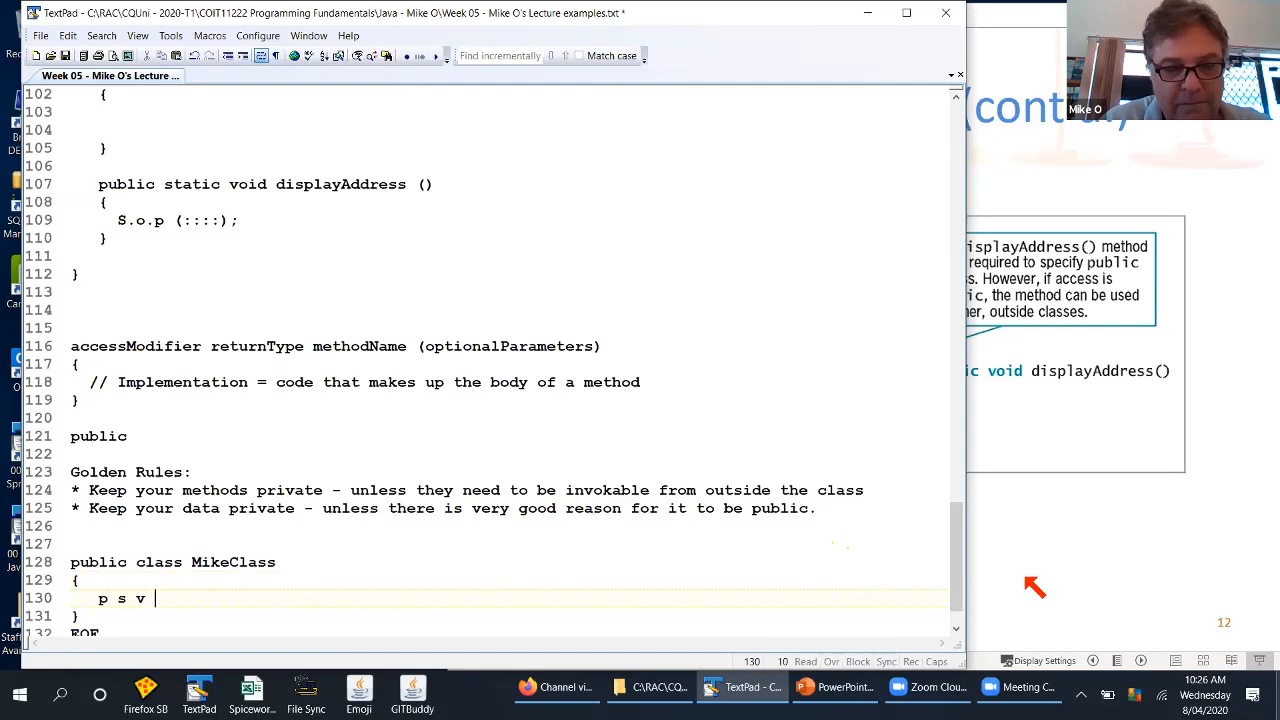 TextPad - C:\RAC\CQUni - 2020-T1\COIT11222 Programming Fundamentals\Java - Mike O\Week 05 - Mike O's Lecture examples.txt *
File Edit Search View Tools Macros Configure Window Help
Find incrementally Match case
Week 05 - Mike O's Lecture ...
102 {
103
104
105 }
106
107 public static void displayAddress ()
108 {
109 S.o.p (::::);
110 }
111
112 }
113
114
115
116 accessModifier returnType methodName (optionalParameters)
117 {
118 // Implementation = code that makes up the body of a method
119 }
120
121 public
122
123 Golden Rules:
124 * Keep your methods private - unless they need to be invokable from outside the class
125 * Keep your data private - unless there is very good reason for it to be public.
126
127
128 public class MikeClass
129 {
130 p s v
131 }
132 EOF
130 10 Read Ovr Block Sync Rec Caps
Mike O
(cont
isplayAddress() method
required to specify public
ss. However, if access is
ic, the method can be used
her, outside classes.
ic void displayAddress()
12
Display Settings
Firefox SB
TextPad
Spicewor...
File Sync
Emoji
GITBuddy
Channel vi...
C:\RAC\CQ...
TextPad - C...
PowerPoint...
Zoom Clou...
Meeting C...
10:26 AM
Wednesday
8/04/2020